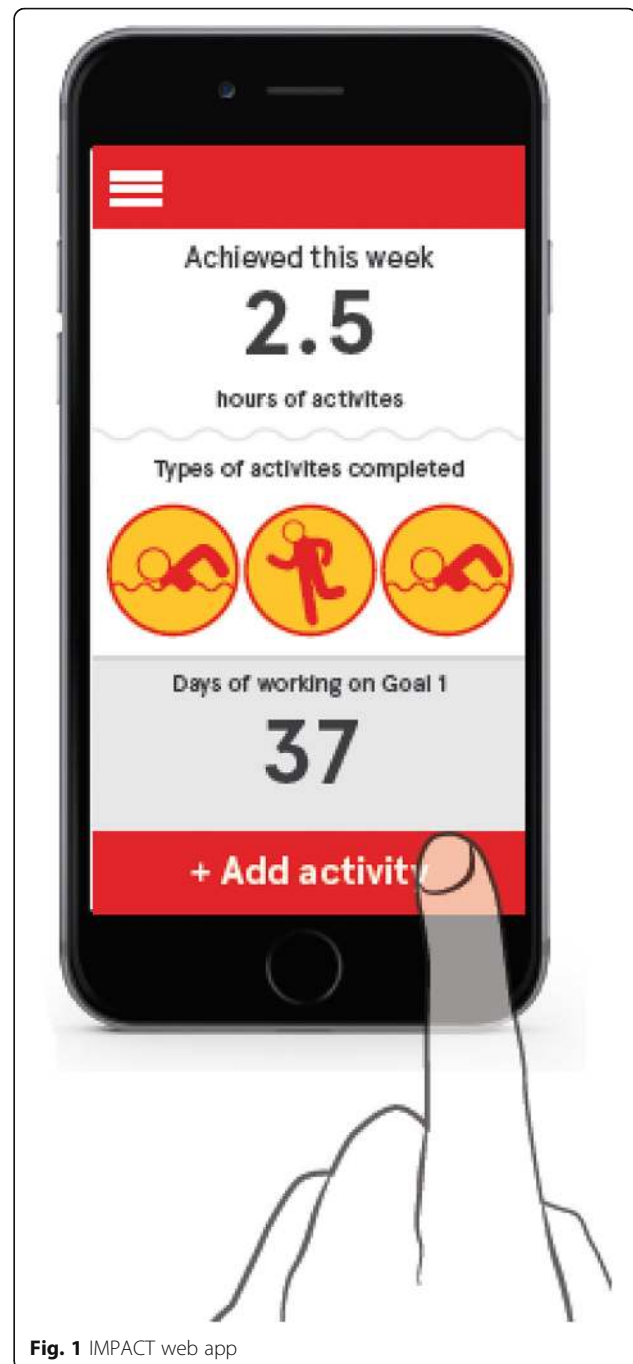 Achieved this week
2.5
hours of activites
Types of activites completed
Days of working on Goal 1
37
+ Add activity
Fig. 1 IMPACT web app